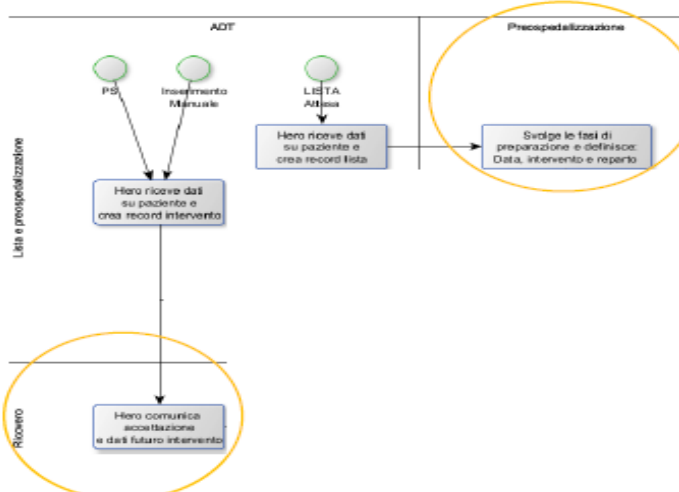 ADT
Preospedalizzazione
PS
Inserimento
Manuale
LISTA
Attesa
Hero riceve dati
su paziente e
crea record lista
Svolge le fasi di
preparazione e definisce:
Data, intervento e reparto
Lista e preospedalizzazione
Hero riceve dati
su paziente e
crea record intervento
Ricovero
Hero comunica
accettazione
e dati futuro intervento